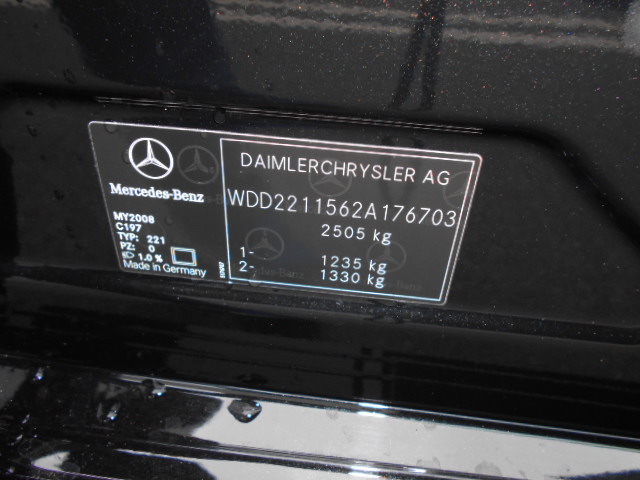 Mercedes-Benz
MY2008
C197
TYP: 221
PZ: 0
1.0 %
Made in Germany
DAIMLERCHRYSLER AG
WDD2211562A176703
2505 kg
1- 1235 kg
2- 1330 kg